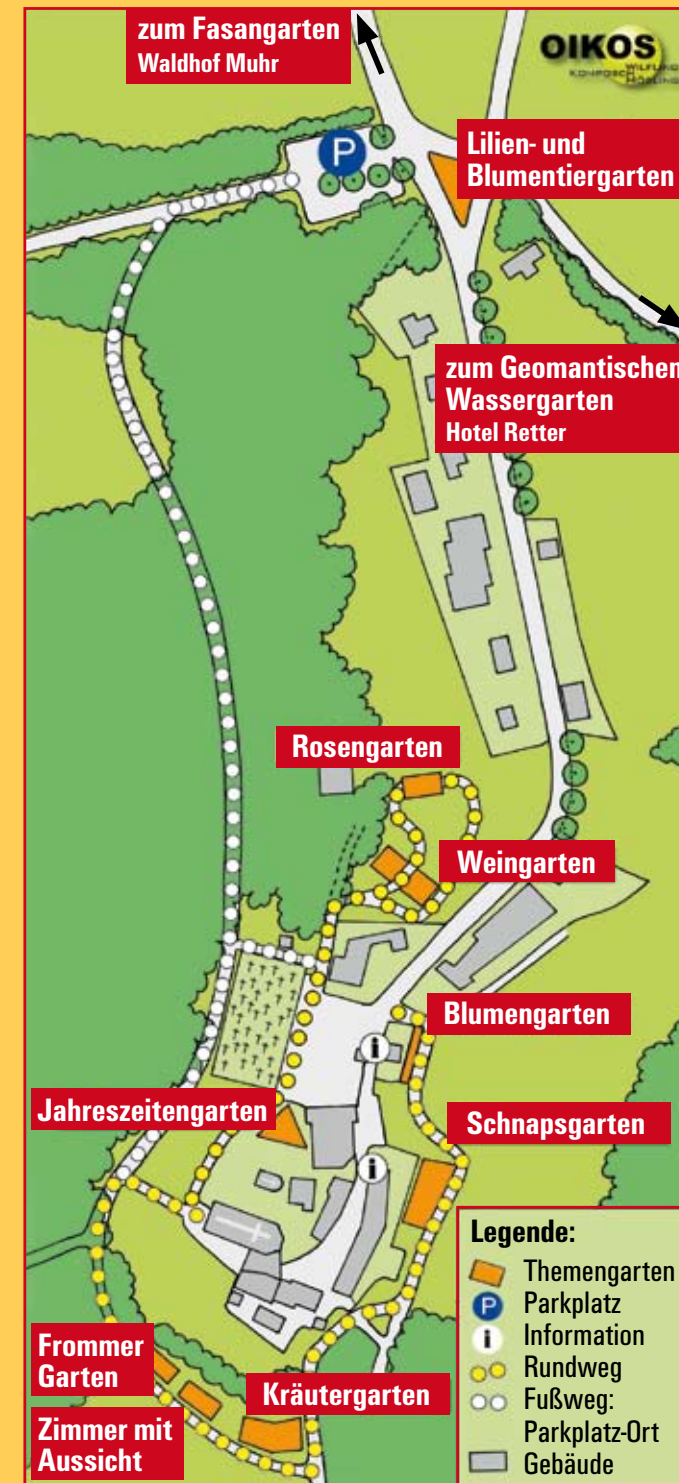 zum Fasangarten
Waldhof Muhr
OIKOS
P
Lilien- und
Blumentiergarten
zum Geomantischen
Wassergarten
Hotel Retter
Rosengarten
Weingarten
Blumengarten
i
Jahreszeitengarten
Schnapsgarten
i
Legende:
Themengarten
P Parkplatz
i Information
Rundweg
Fußweg:
Parkplatz-Ort
Gebäude
Frommer
Garten
Kräutergarten
Zimmer mit
Aussicht